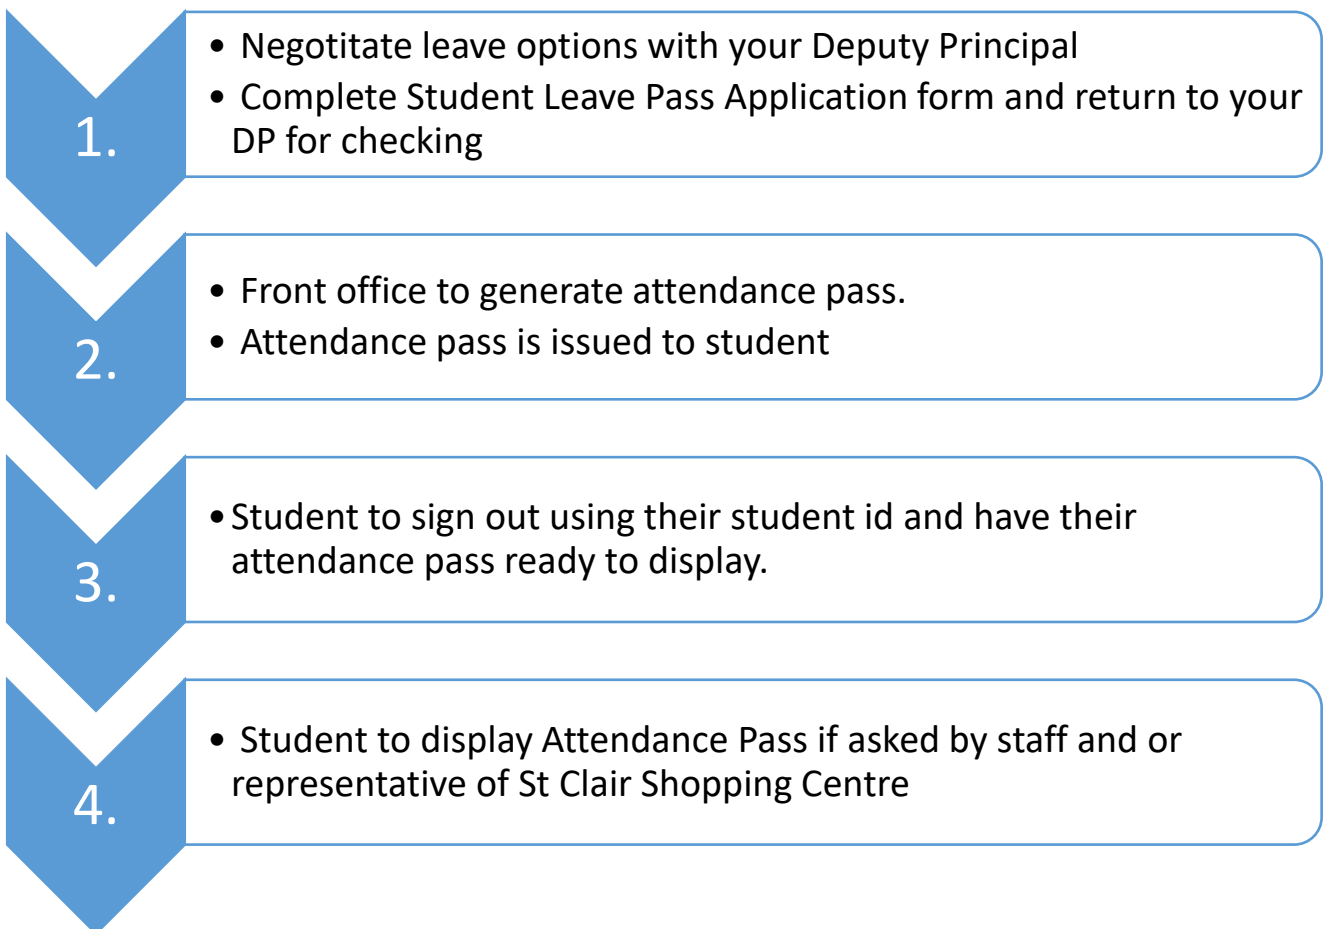 1.
• Negotitate leave options with your Deputy Principal
• Complete Student Leave Pass Application form and return to your
DP for checking
2.
• Front office to generate attendance pass.
• Attendance pass is issued to student
3.
• Student to sign out using their student id and have their
attendance pass ready to display.
4.
• Student to display Attendance Pass if asked by staff and or
representative of St Clair Shopping Centre